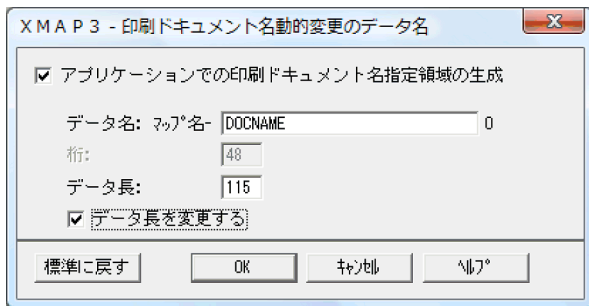 XMAP3-印刷ドキュメント名動的変更のデータ名
アプリケーションでの印刷ドキュメント名指定領域の生成
データ名: ﾏｯﾌﾟ名- DOCNAME O
桁: 48
データ長: 115
データ長を変更する
標準に戻す OK ｷｬﾝｾﾙ ﾍﾙﾌﾟ